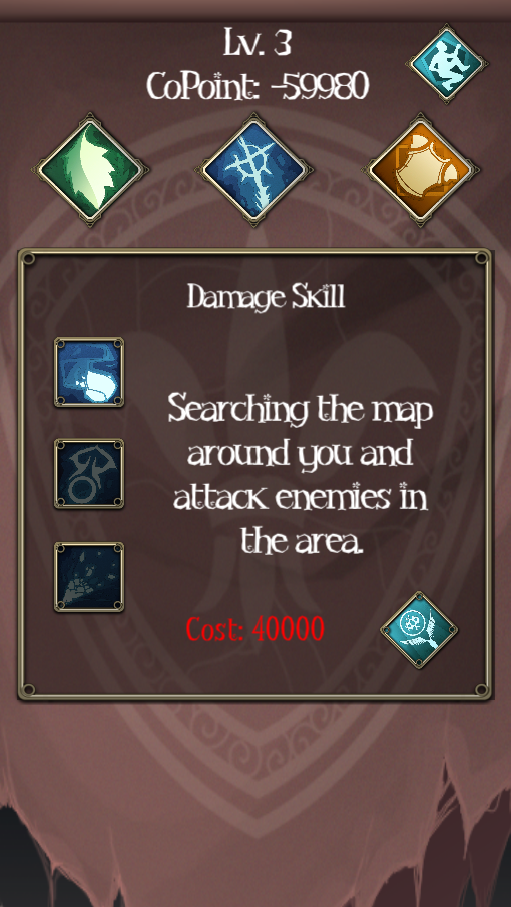 Lv. 3
CoPoint: -59980
Damage Skill
Searching the map
around you and
attack enemies in
the area.
Cost: 40000